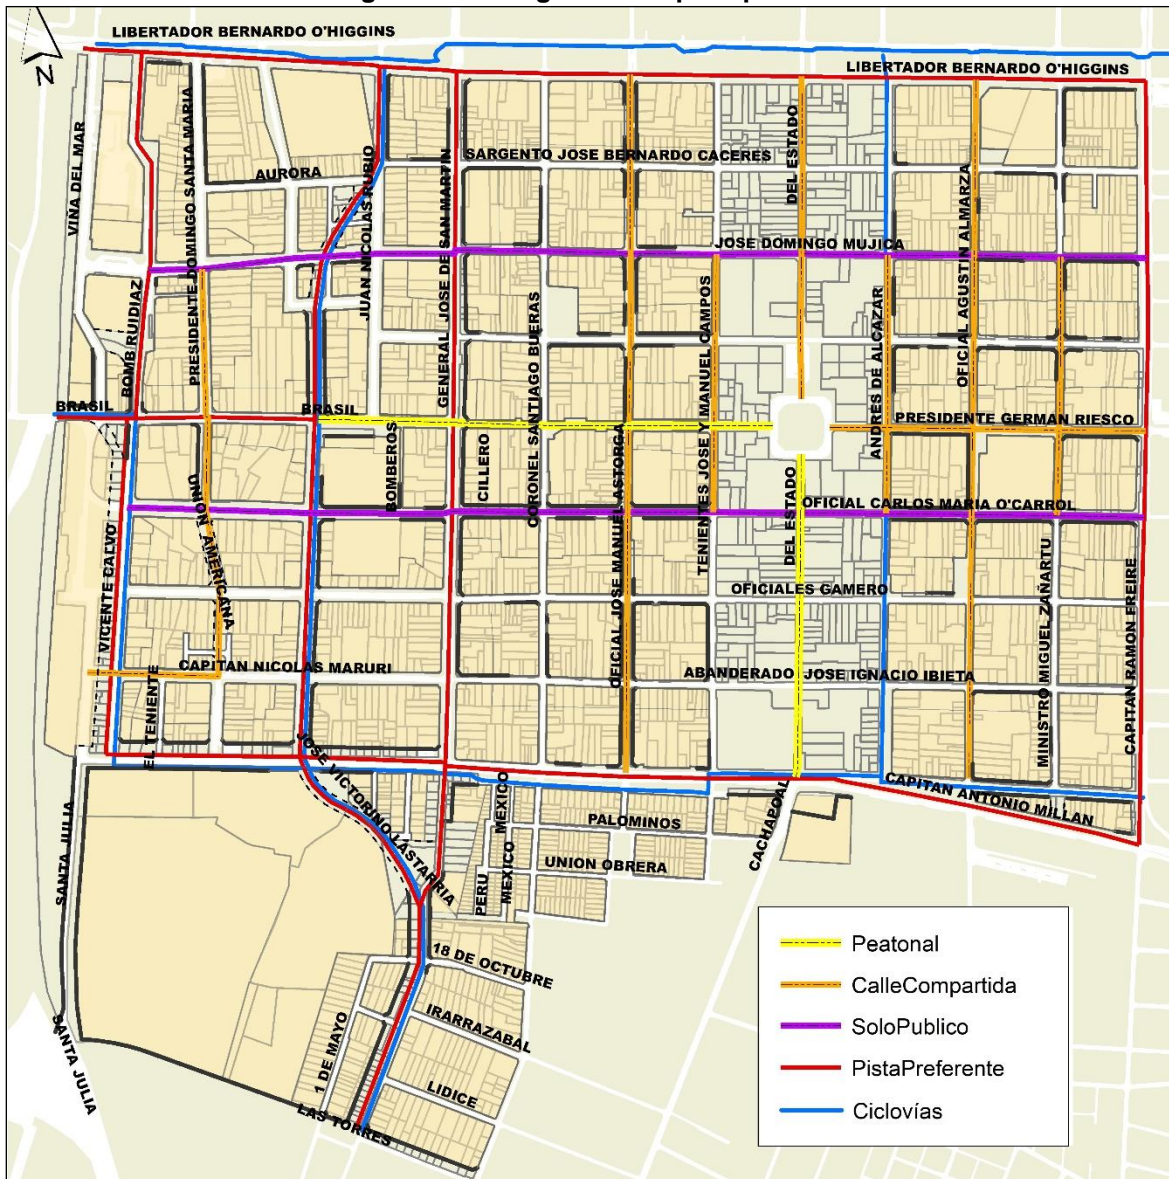 LIBERTADOR BERNARDO O'HIGGINS
LIBERTADOR BERNARDO O'HIGGINS
N
VIÑA DEL MAR
PRESIDENTE DOMINGO SANTA MARIA
AURORA
JUAN NICOLAS RUBIO
GENERAL JOSE DE SAN MARTIN
SARGENTO JOSE BERNARDO CACERES
DEL ESTADO
OFICIAL AGUSTIN ALMARZA
JOSE DOMINGO MUJICA
BOMB RUIDIAZ
CORONEL SANTIAGO BUERAS
TENIENTES JOSE Y MANUEL CAMPOS
ANDRES DE ALCAZAR
BRASIL
BRASIL
PRESIDENTE GERMAN RIESCO
BOMBEROS
CILLERO
OFICIAL JOSE MANUEL ASTORGA
OFICIAL CARLOS MARIA O'CARROL
UNION
NORTE AMERICANA
DEL ESTADO
VICENTE CALVO
OFICIALES GAMERO
MINISTRO MIGUEL ZAÑARTU
CAPITAN RAMON FREIRE
CAPITAN NICOLAS MARURI
ABANDERADO JOSE IGNACIO IBIETA
EL TENIENTE
JOSE VICTORINO LASTARRIA
CAPITAN ANTONIO MILLAN
SANTA JULIA
MEXICO
PALOMINOS
CACHAPOAL
UNION OBRERA
PERU
MEXICO
18 DE OCTUBRE
IRARRAZABAL
1 DE MAYO
LIDICE
LAS TORRES
SANTA JULIA
Peatonal
CalleCompartida
SoloPublico
PistaPreferente
Ciclovías